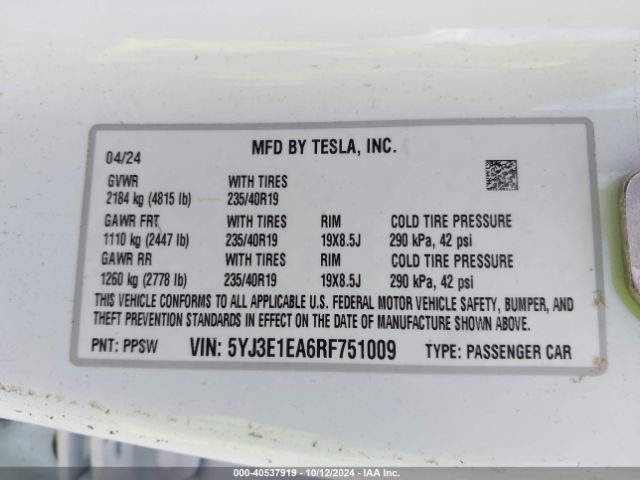 MFD BY TESLA, INC.
04/24
GVWR WITH TIRES
2184 kg (4815 lb) 235/40R19
GAWR FRT WITH TIRES RIM COLD TIRE PRESSURE
1110 kg (2447 lb) 235/40R19 19X8.5J 290 kPa, 42 psi
GAWR RR WITH TIRES RIM COLD TIRE PRESSURE
1260 kg (2778 lb) 235/40R19 19X8.5J 290 kPa, 42 psi
THIS VEHICLE CONFORMS TO ALL APPLICABLE U.S. FEDERAL MOTOR VEHICLE SAFETY, BUMPER, AND
THEFT PREVENTION STANDARDS IN EFFECT ON THE DATE OF MANUFACTURE SHOWN ABOVE.
PNT: PPSW VIN: 5YJ3E1EA6RF751009 TYPE: PASSENGER CAR
000-40537919 - 10/12/2024 - IAA Inc.